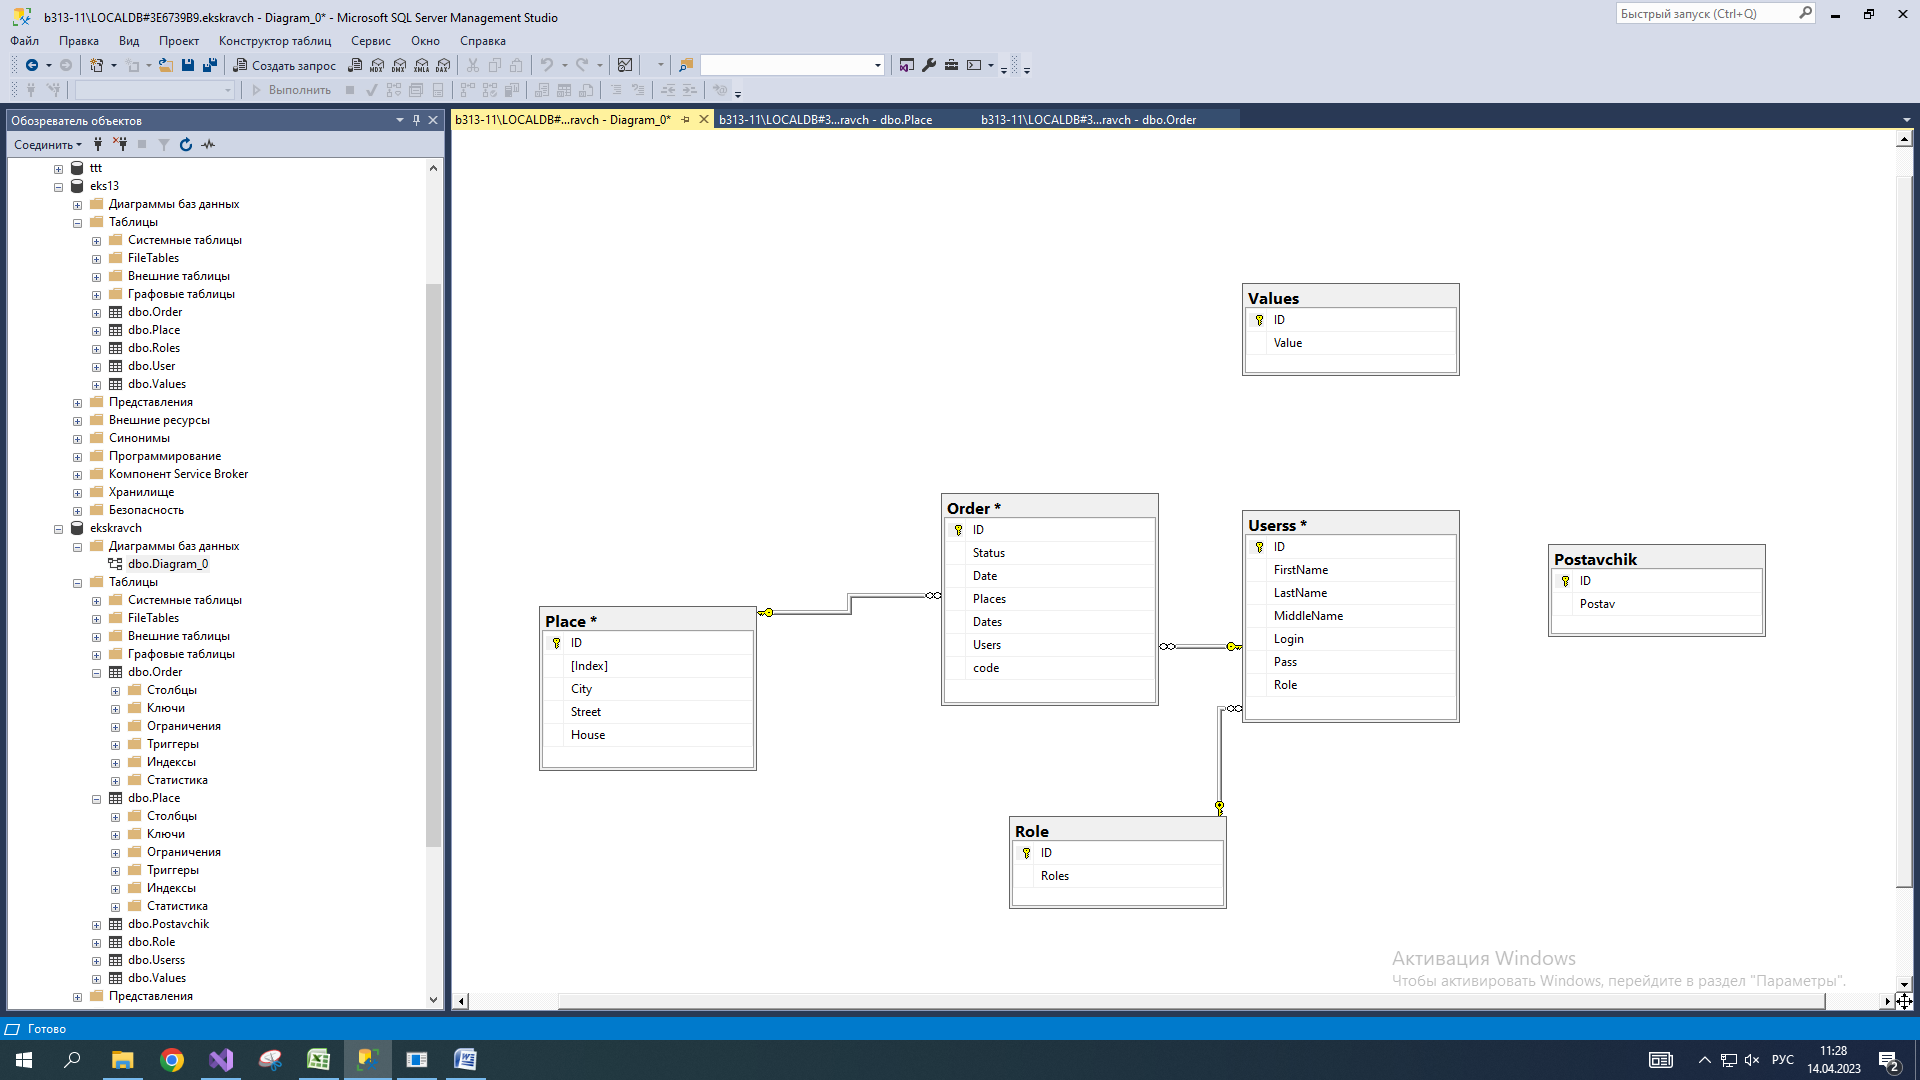 b313-11\LOCALDB#3E6739B9.ekskravch - Diagram_0* - Microsoft SQL Server Management Studio
Быстрый запуск (Ctrl+Q)
Файл Правка Вид Проект Конструктор таблиц Сервис Окно Справка
Создать запрос
MDX DMX XMLA DAX
Выполнить
Обозреватель объектов
b313-11\LOCALDB#...ravch - Diagram_0* b313-11\LOCALDB#3...ravch - dbo.Place b313-11\LOCALDB#3...ravch - dbo.Order
Соединить
ttt
eks13
Диаграммы баз данных
Таблицы
Системные таблицы
FileTables
Внешние таблицы
Графовые таблицы
dbo.Order
dbo.Place
dbo.Roles
dbo.User
dbo.Values
Представления
Внешние ресурсы
Синонимы
Программирование
Компонент Service Broker
Хранилище
Безопасность
ekskravch
Диаграммы баз данных
dbo.Diagram_0
Таблицы
Системные таблицы
FileTables
Внешние таблицы
Графовые таблицы
dbo.Order
Столбцы
Ключи
Ограничения
Триггеры
Индексы
Статистика
dbo.Place
Столбцы
Ключи
Ограничения
Триггеры
Индексы
Статистика
dbo.Postavchik
dbo.Role
dbo.Userss
dbo.Values
Представления
Values
ID
Value
Order *
ID
Status
Date
Places
Dates
Users
code
Userss *
ID
FirstName
LastName
MiddleName
Login
Pass
Role
Postavchik
ID
Postav
Place *
ID
[Index]
City
Street
House
Role
ID
Roles
Активация Windows
Чтобы активировать Windows, перейдите в раздел "Параметры".
Готово
РУС
11:28
14.04.2023
2